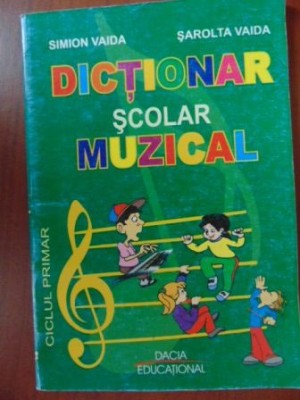 SIMION VAIDA
ŞAROLTA VAIDA
DICŢIONAR
ŞCOLAR
MUZICAL
CICLUL PRIMAR
DACIA
EDUCAŢIONAL